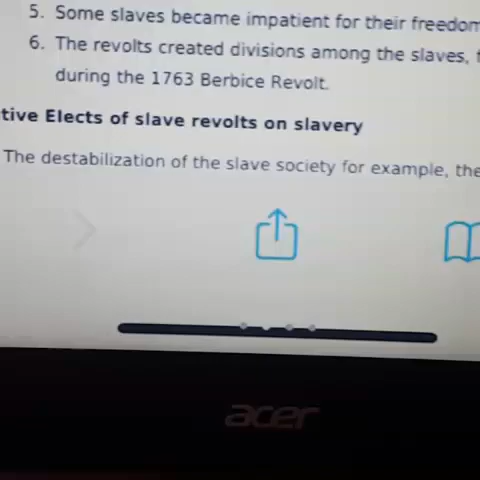 5. Some slaves became impatient for their freedom
6. The revolts created divisions among the slaves,
during the 1763 Berbice Revolt.
tive Elects of slave revolts on slavery
The destabilization of the slave society for example, the
acer